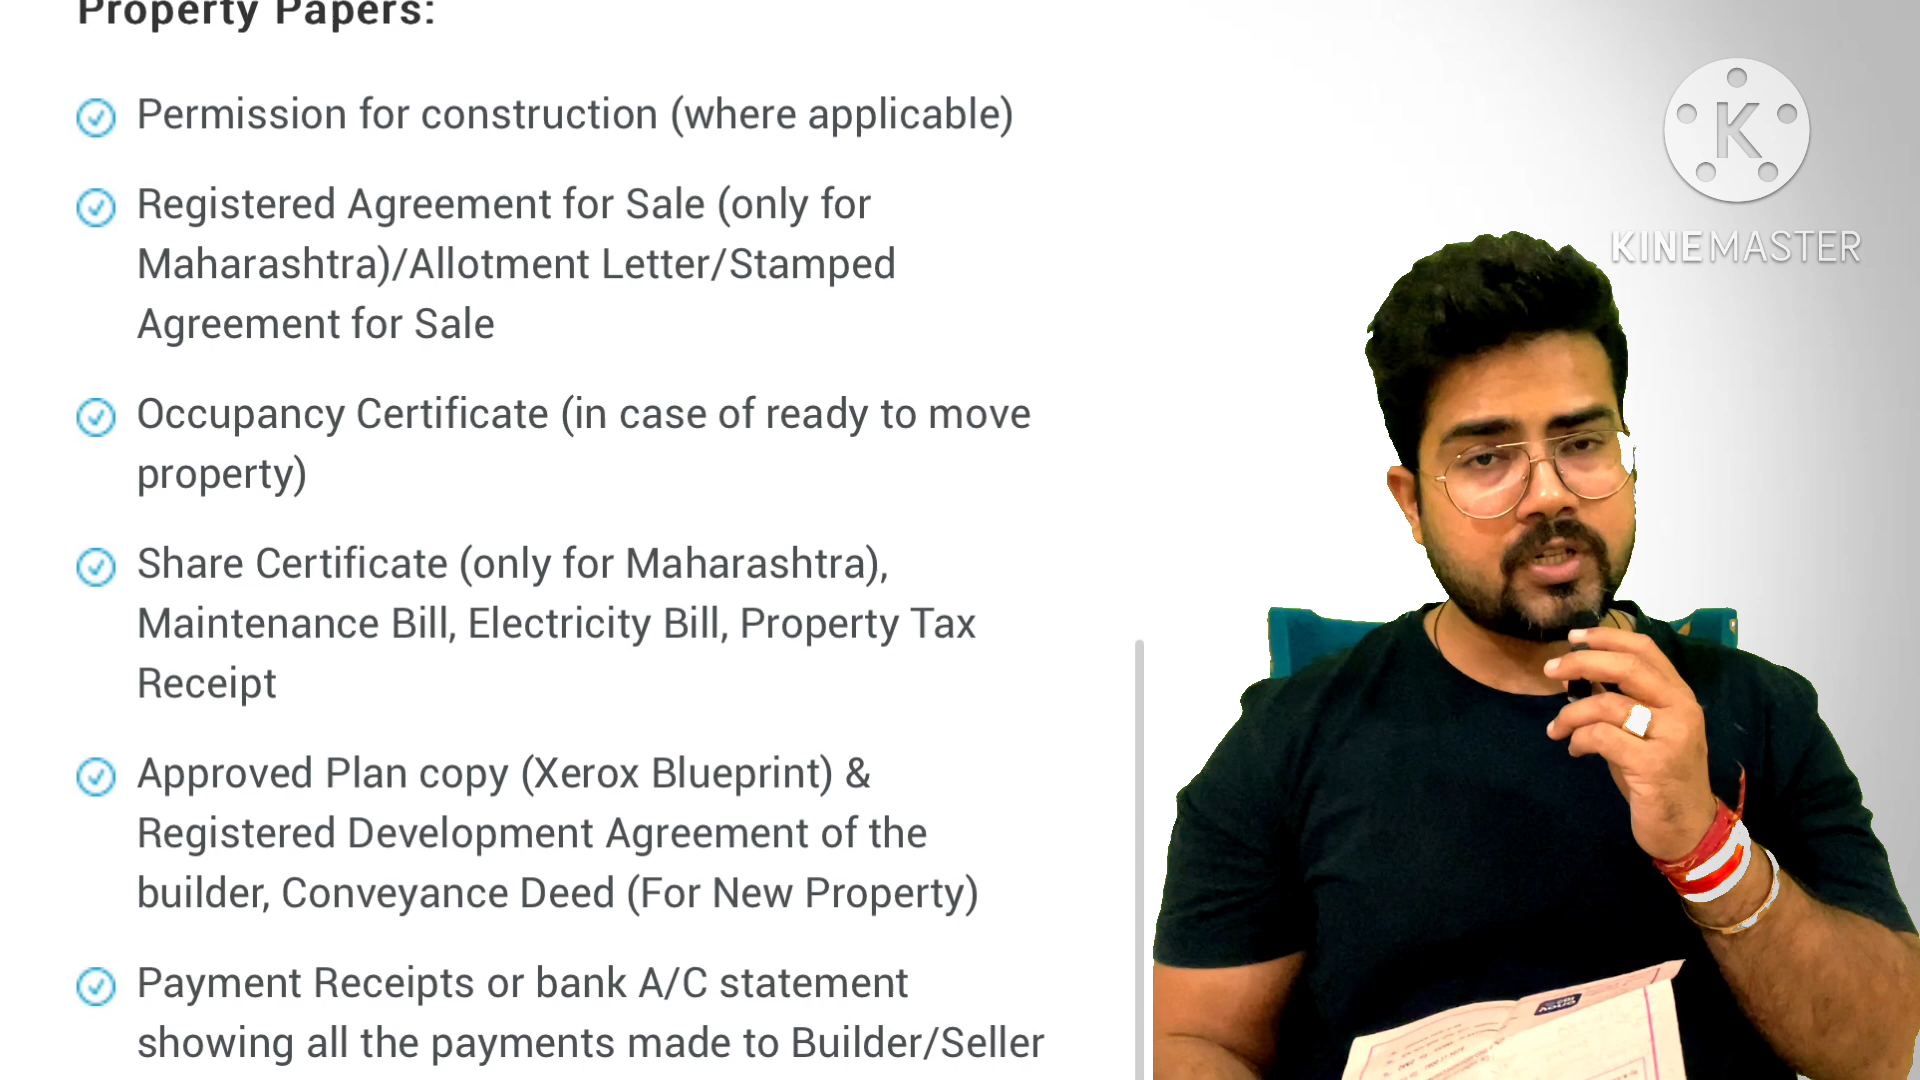 Property Papers:
Permission for construction (where applicable)
Registered Agreement for Sale (only for
Maharashtra)/Allotment Letter/Stamped
Agreement for Sale
Occupancy Certificate (in case of ready to move
property)
Share Certificate (only for Maharashtra),
Maintenance Bill, Electricity Bill, Property Tax
Receipt
Approved Plan copy (Xerox Blueprint) &
Registered Development Agreement of the
builder, Conveyance Deed (For New Property)
Payment Receipts or bank A/C statement
showing all the payments made to Builder/Seller
K
KINEMASTER